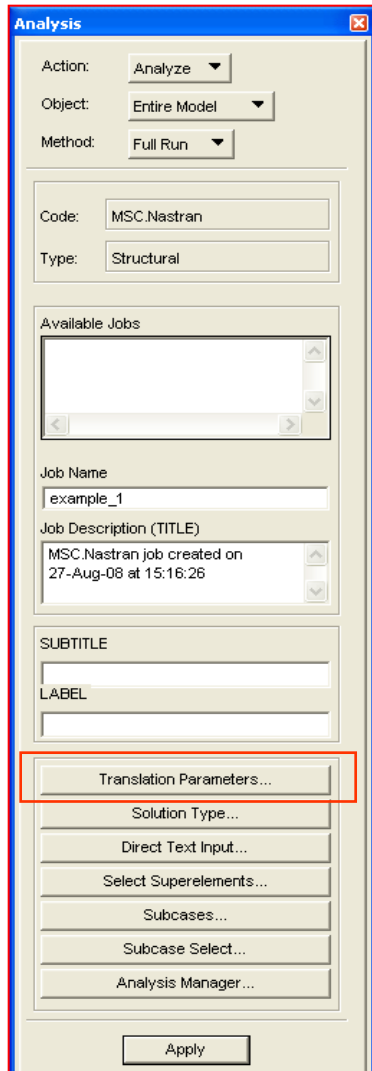 Analysis
Action: Analyze
Object: Entire Model
Method: Full Run
Code: MSC.Nastran
Type: Structural
Available Jobs
Job Name
example_1
Job Description (TITLE)
MSC.Nastran job created on
27-Aug-08 at 15:16:26
SUBTITLE
LABEL
Translation Parameters...
Solution Type...
Direct Text Input...
Select Superelements...
Subcases...
Subcase Select...
Analysis Manager...
Apply